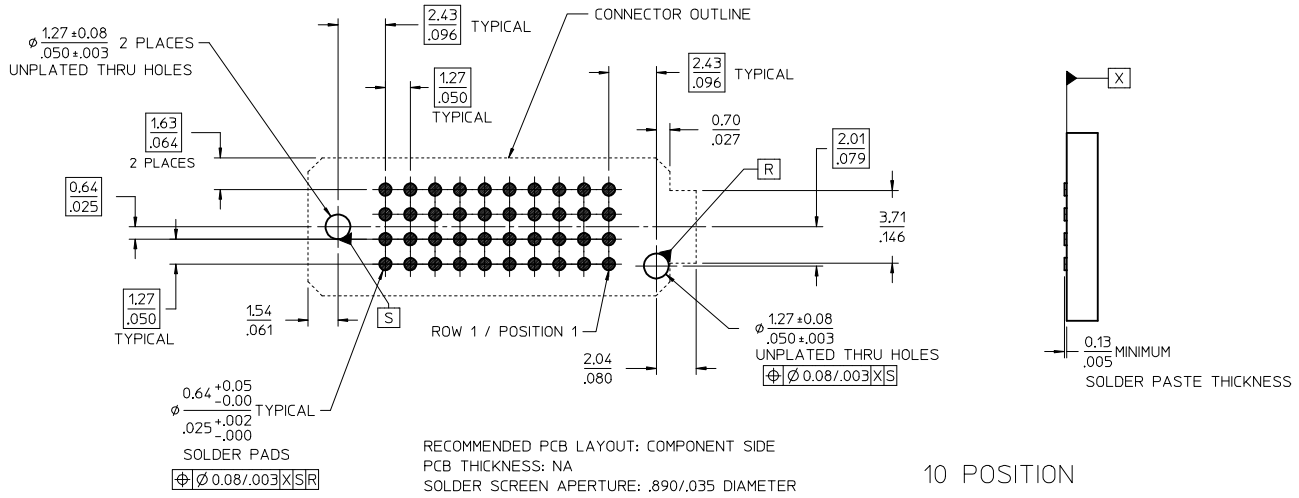 2.43
.096
TYPICAL
CONNECTOR OUTLINE
ø 1.27 ±0.08
.050 ±.003
2 PLACES
UNPLATED THRU HOLES
1.27
.050
TYPICAL
2.43
.096
TYPICAL
X
1.63
.064
2 PLACES
0.70
.027
2.01
.079
R
0.64
.025
3.71
.146
1.27
.050
TYPICAL
1.54
.061
S
ROW 1 / POSITION 1
ø 1.27 ±0.08
.050 ±.003
UNPLATED THRU HOLES
⌖ Ø 0.08/.003 X S
2.04
.080
0.13
.005
MINIMUM
SOLDER PASTE THICKNESS
ø 0.64 +0.05
-0.00
.025 +.002
-.000
TYPICAL
SOLDER PADS
⌖ Ø 0.08/.003 X S R
RECOMMENDED PCB LAYOUT: COMPONENT SIDE
PCB THICKNESS: NA
SOLDER SCREEN APERTURE: .890/.035 DIAMETER
10 POSITION